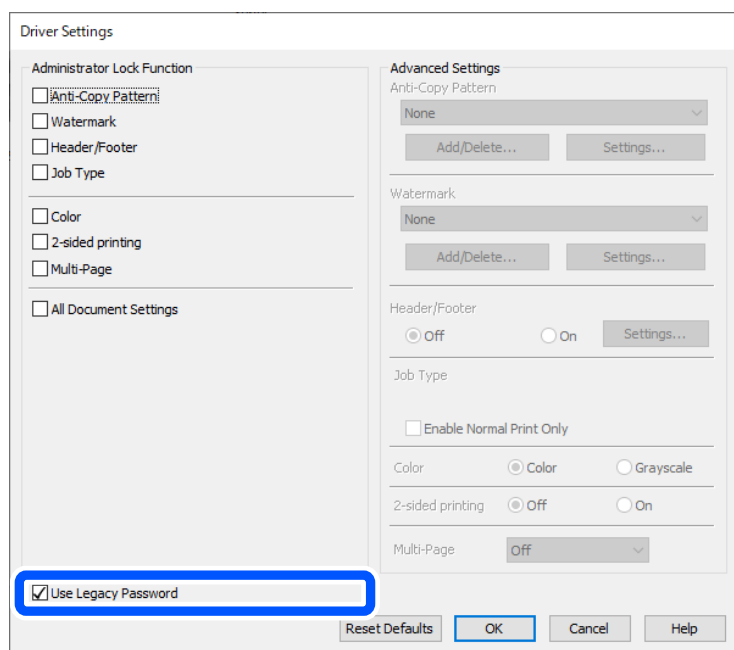 Driver Settings
Administrator Lock Function
Anti-Copy Pattern
Watermark
Header/Footer
Job Type
Color
2-sided printing
Multi-Page
All Document Settings
Use Legacy Password
Advanced Settings
Anti-Copy Pattern
None
Add/Delete... Settings...
Watermark
None
Add/Delete... Settings...
Header/Footer
Off On Settings...
Job Type
Enable Normal Print Only
Color Color Grayscale
2-sided printing Off On
Multi-Page Off
Reset Defaults OK Cancel Help